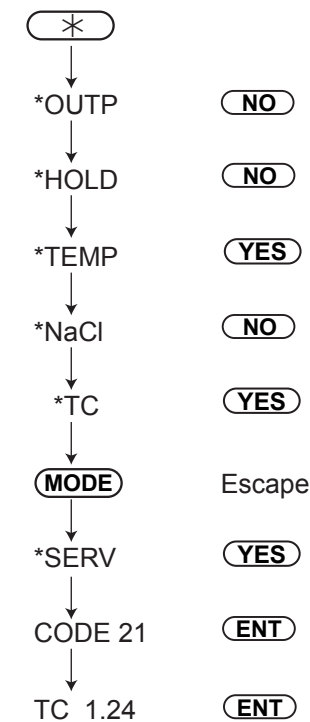 *
*OUTP NO
*HOLD NO
*TEMP YES
*NaCl NO
*TC YES
MODE Escape
*SERV YES
CODE 21 ENT
TC 1.24 ENT